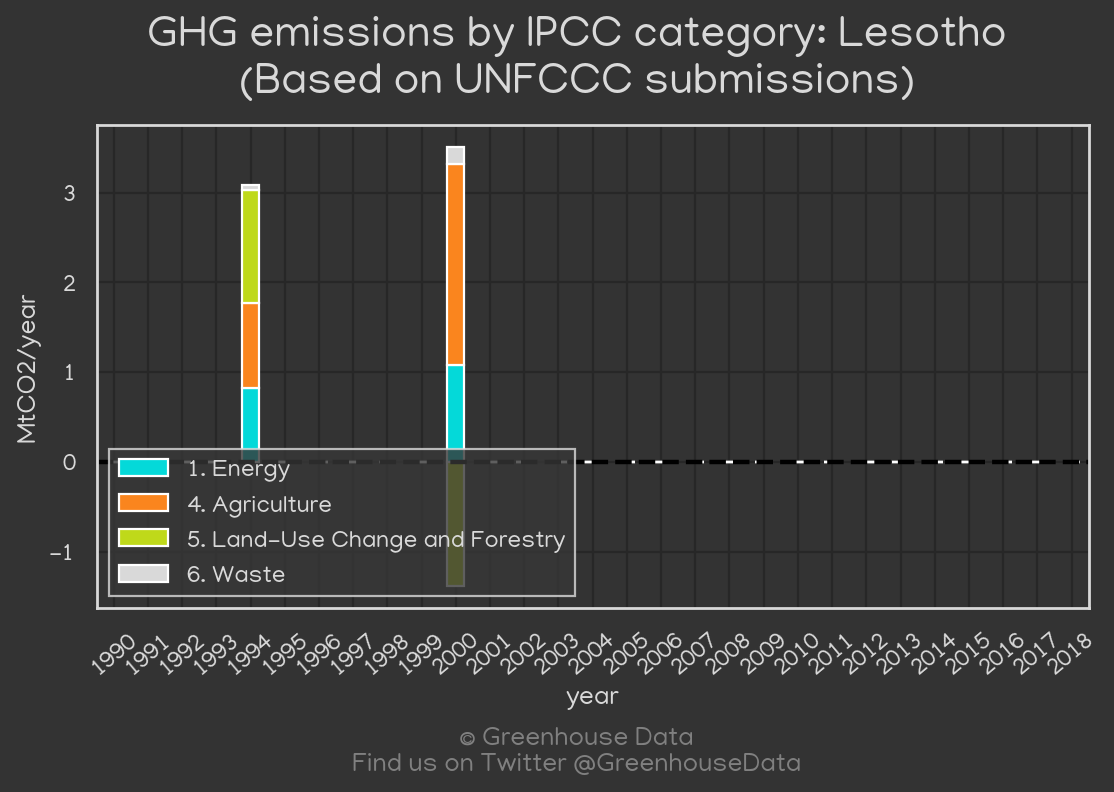 GHG emissions by IPCC category: Lesotho
(Based on UNFCCC submissions)
MtCO2/year
3
2
1
0
−1
1. Energy
4. Agriculture
5. Land-Use Change and Forestry
6. Waste
1990 1991 1992 1993 1994 1995 1996 1997 1998 1999 2000 2001 2002 2003 2004 2005 2006 2007 2008 2009 2010 2011 2012 2013 2014 2015 2016 2017 2018
year
© Greenhouse Data
Find us on Twitter @GreenhouseData